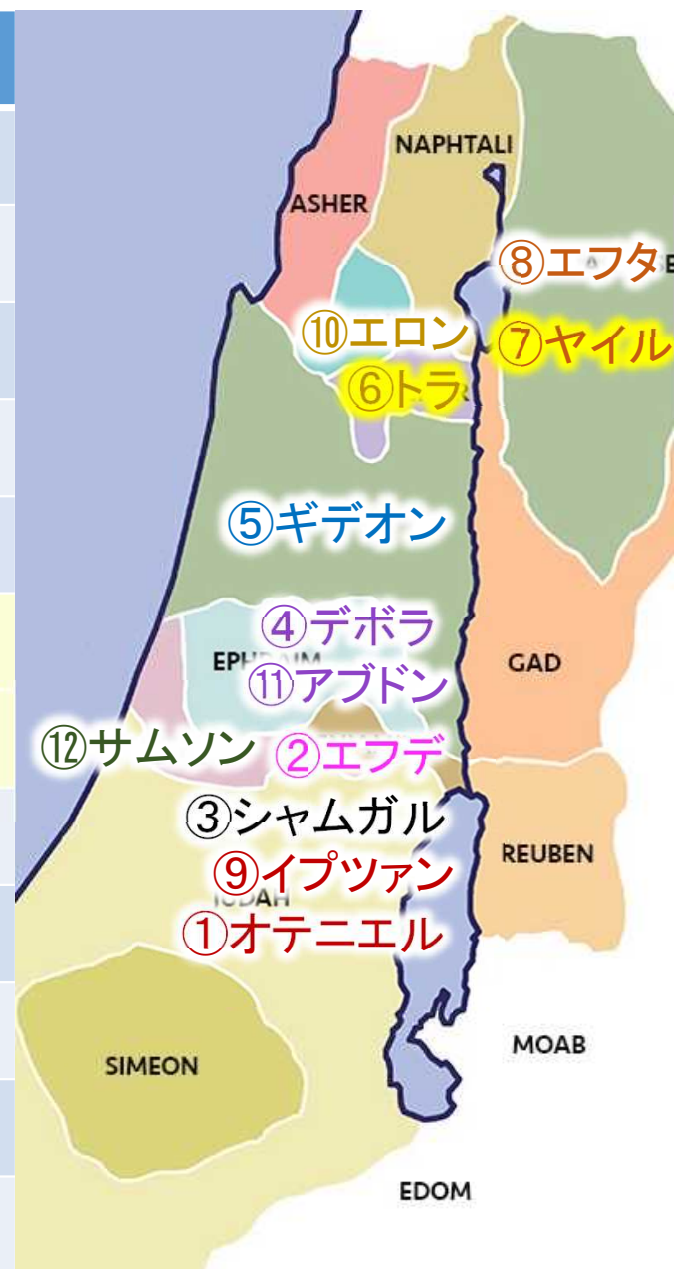 NAPHTALI
ASHER
⑧エフタ
⑩エロン
⑦ヤイル
⑥トラ
⑤ギデオン
④デボラ
GAD
⑪アブドン
⑫サムソン
②エフデ
③シャムガル
REUBEN
⑨イプツァン
①オテニエル
MOAB
SIMEON
EDOM